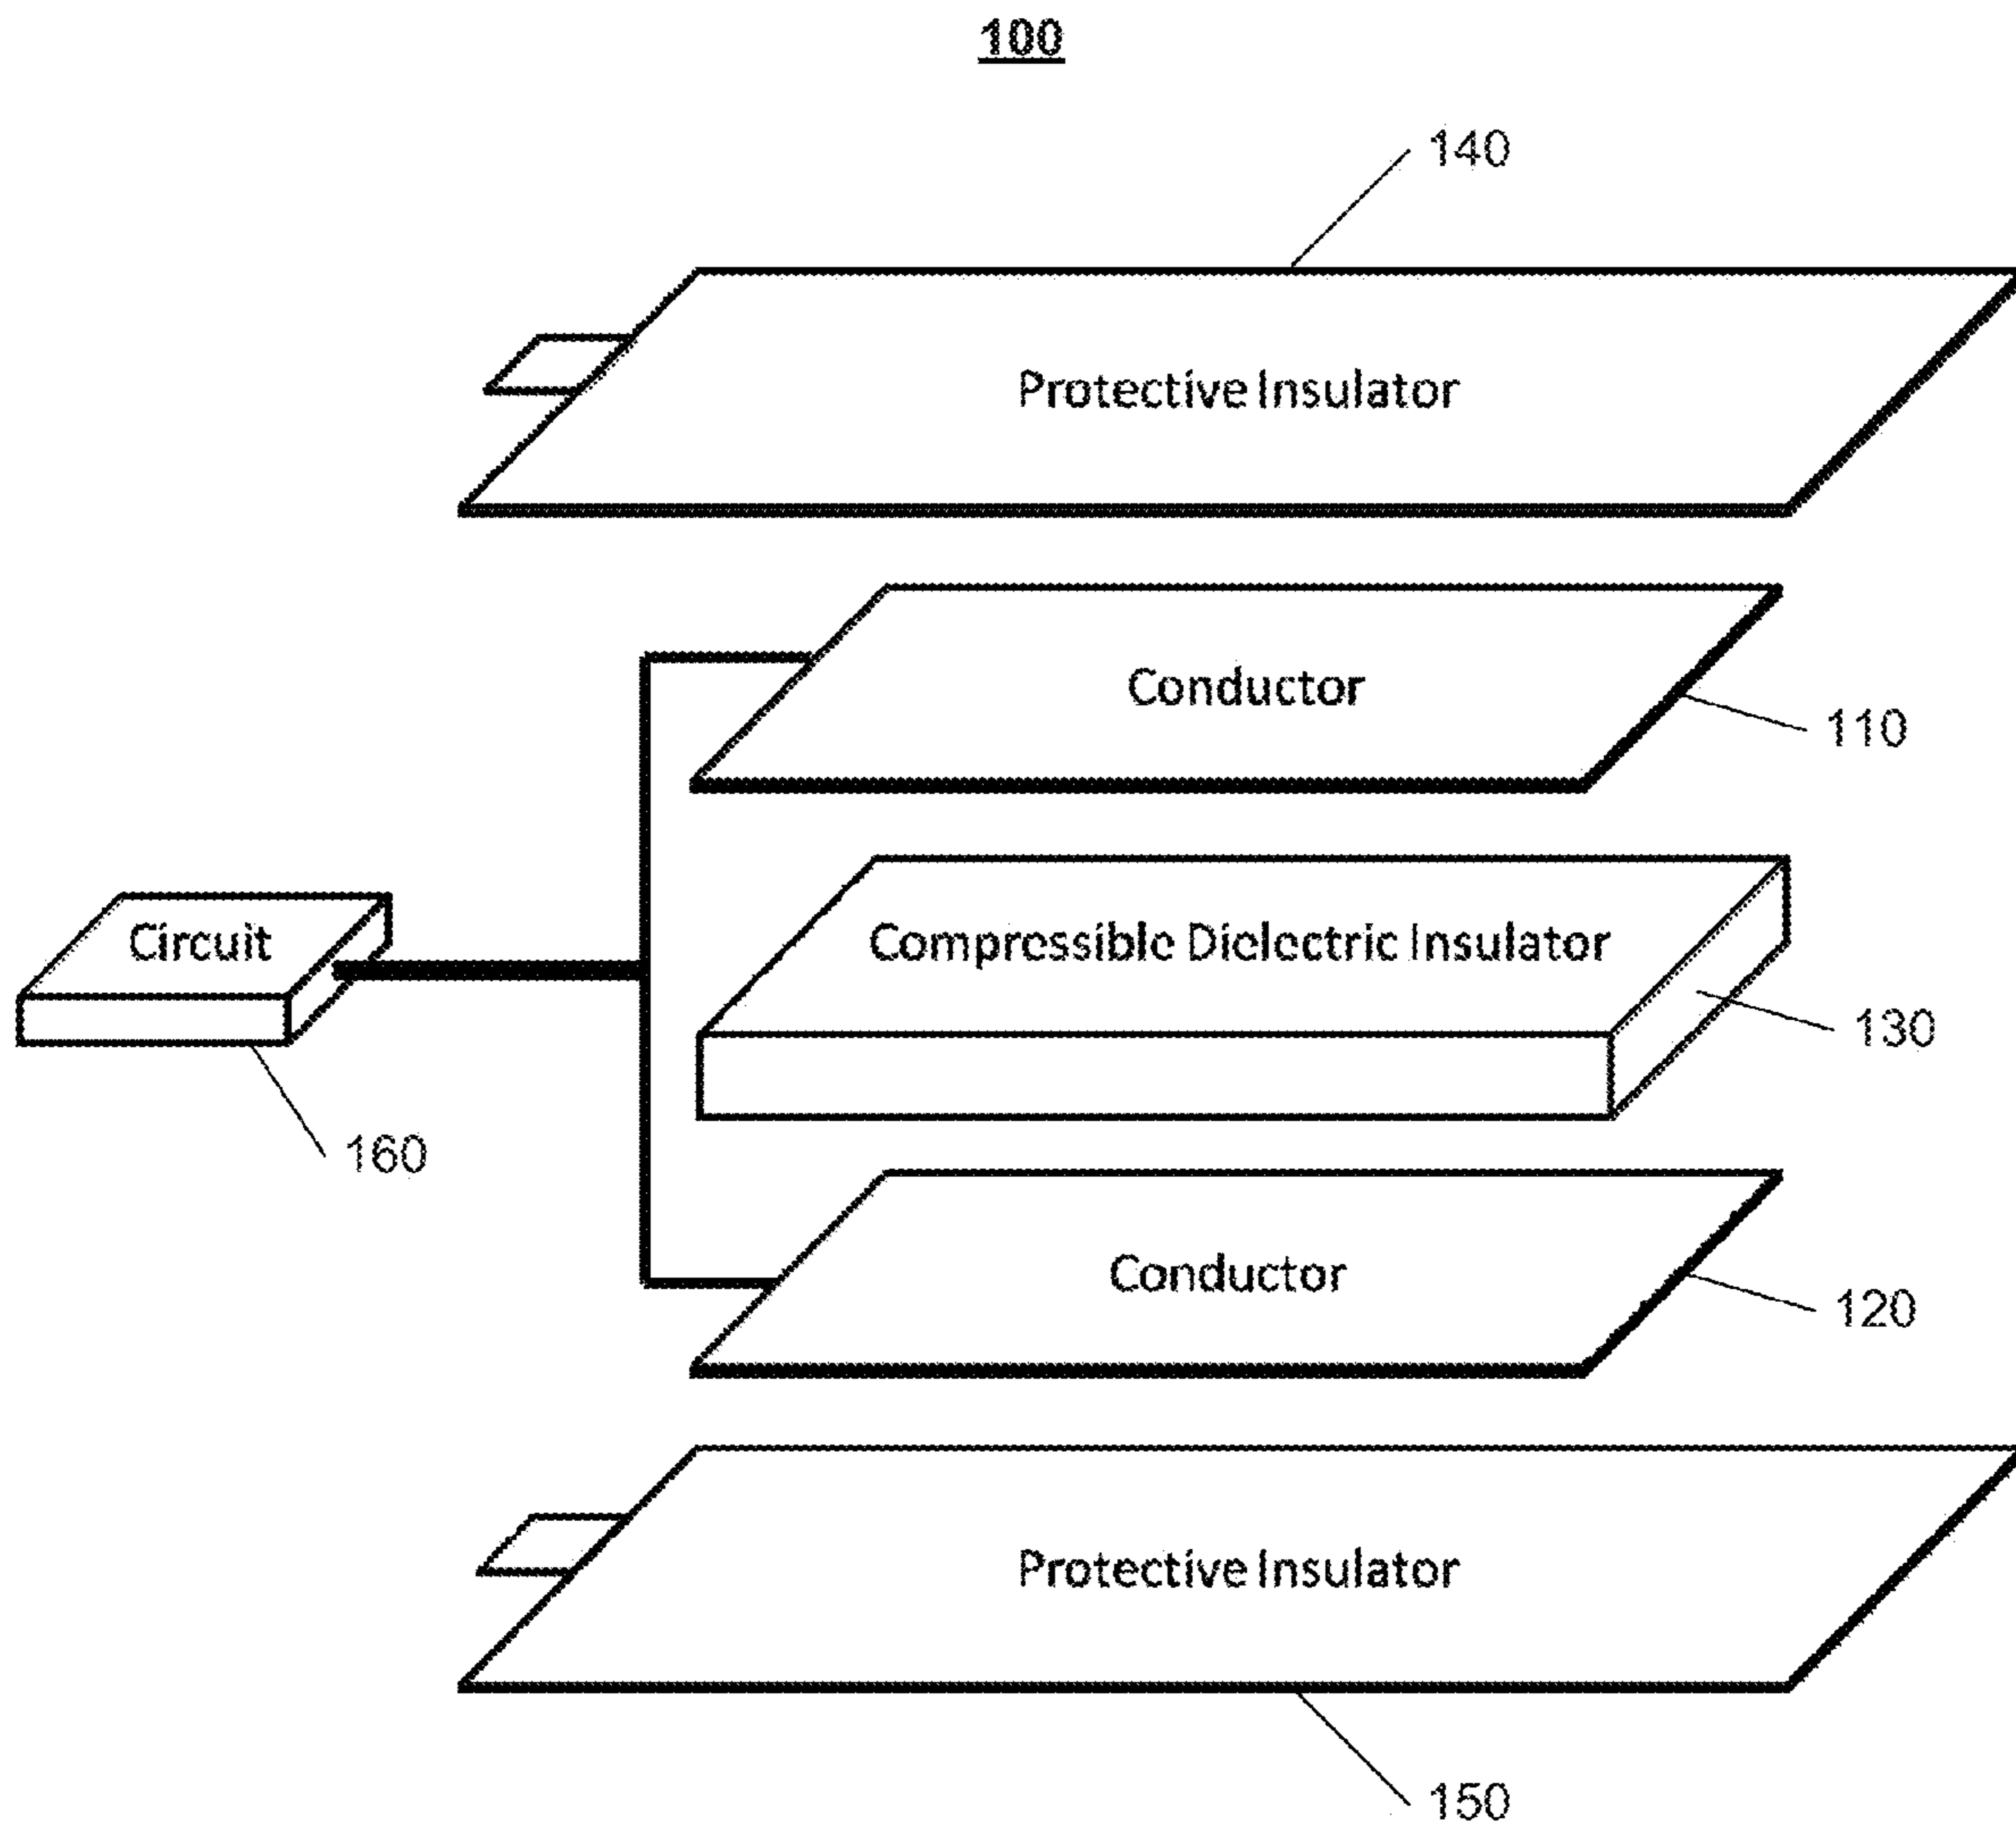 100
140
Protective Insulator
Conductor
110
Circuit
Compressible Dielectric Insulator
130
160
Conductor
120
Protective Insulator
150